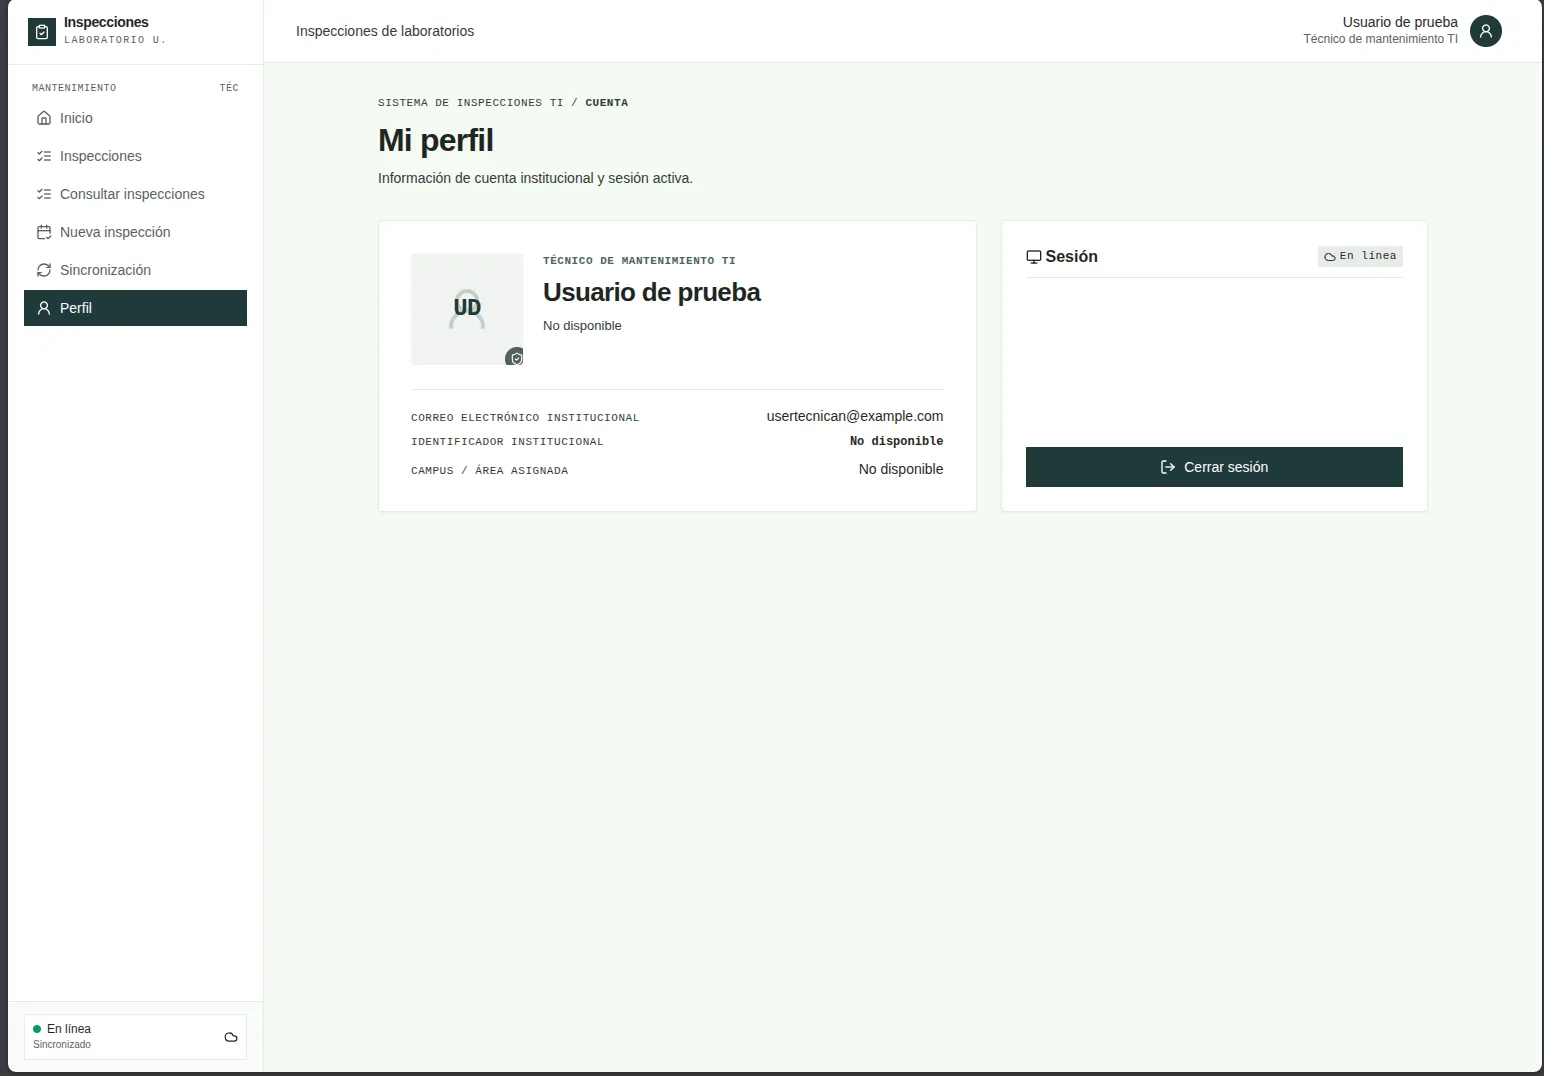 Inspecciones
LABORATORIO U.
MANTENIMIENTO TÉC
Inicio
Inspecciones
Consultar inspecciones
Nueva inspección
Sincronización
Perfil
En línea
Sincronizado
Inspecciones de laboratorios
Usuario de prueba
Técnico de mantenimiento TI
SISTEMA DE INSPECCIONES TI / CUENTA
Mi perfil
Información de cuenta institucional y sesión activa.
UD
TÉCNICO DE MANTENIMIENTO TI
Usuario de prueba
No disponible
CORREO ELECTRÓNICO INSTITUCIONAL usertecnican@example.com
IDENTIFICADOR INSTITUCIONAL No disponible
CAMPUS / ÁREA ASIGNADA No disponible
Sesión En línea
Cerrar sesión